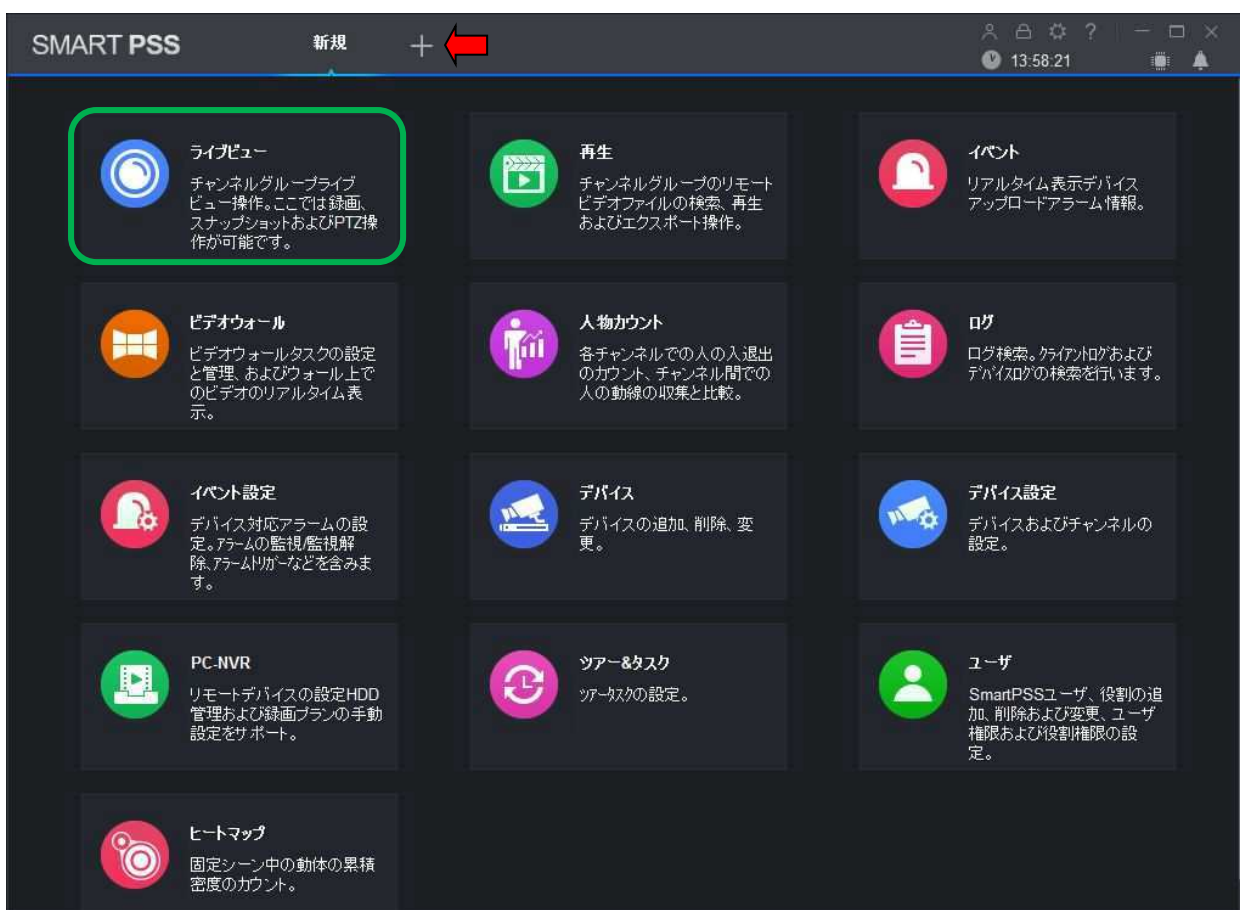 SMART PSS 新規 + ?
13:58:21
ライブビュー
チャンネルグループライブ
ビュー操作。ここでは録画、
スナップショットおよびPTZ操
作が可能です。
再生
チャンネルグループのリモート
ビデオファイルの検索、再生
およびエクスポート操作。
イベント
リアルタイム表示デバイス
アップロードアラーム情報。
ビデオウォール
ビデオウォールタスクの設定
と管理、およびウォール上で
のビデオのリアルタイム表
示。
人物カウント
各チャンネルでの人の入退出
のカウント、チャンネル間での
人の動線の収集と比較。
ログ
ログ検索。クライアントログおよび
デバイスログの検索を行います。
イベント設定
デバイス対応アラームの設
定。アラームの監視/監視解
除、アラームトリガーなどを含みま
す。
デバイス
デバイスの追加、削除、変
更。
デバイス設定
デバイスおよびチャンネルの
設定。
PC-NVR
リモートデバイスの設定HDD
管理および録画プランの手動
設定をサポート。
ツアー&タスク
ツアータスクの設定。
ユーザ
SmartPSSユーザ、役割の追
加、削除および変更、ユーザ
権限および役割権限の設
定。
ヒートマップ
固定シーン中の動体の累積
密度のカウント。